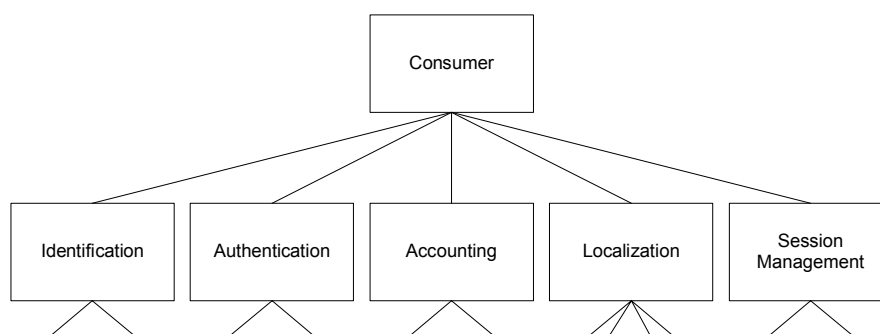 Consumer
Identification
Authentication
Accounting
Localization
Session
Management